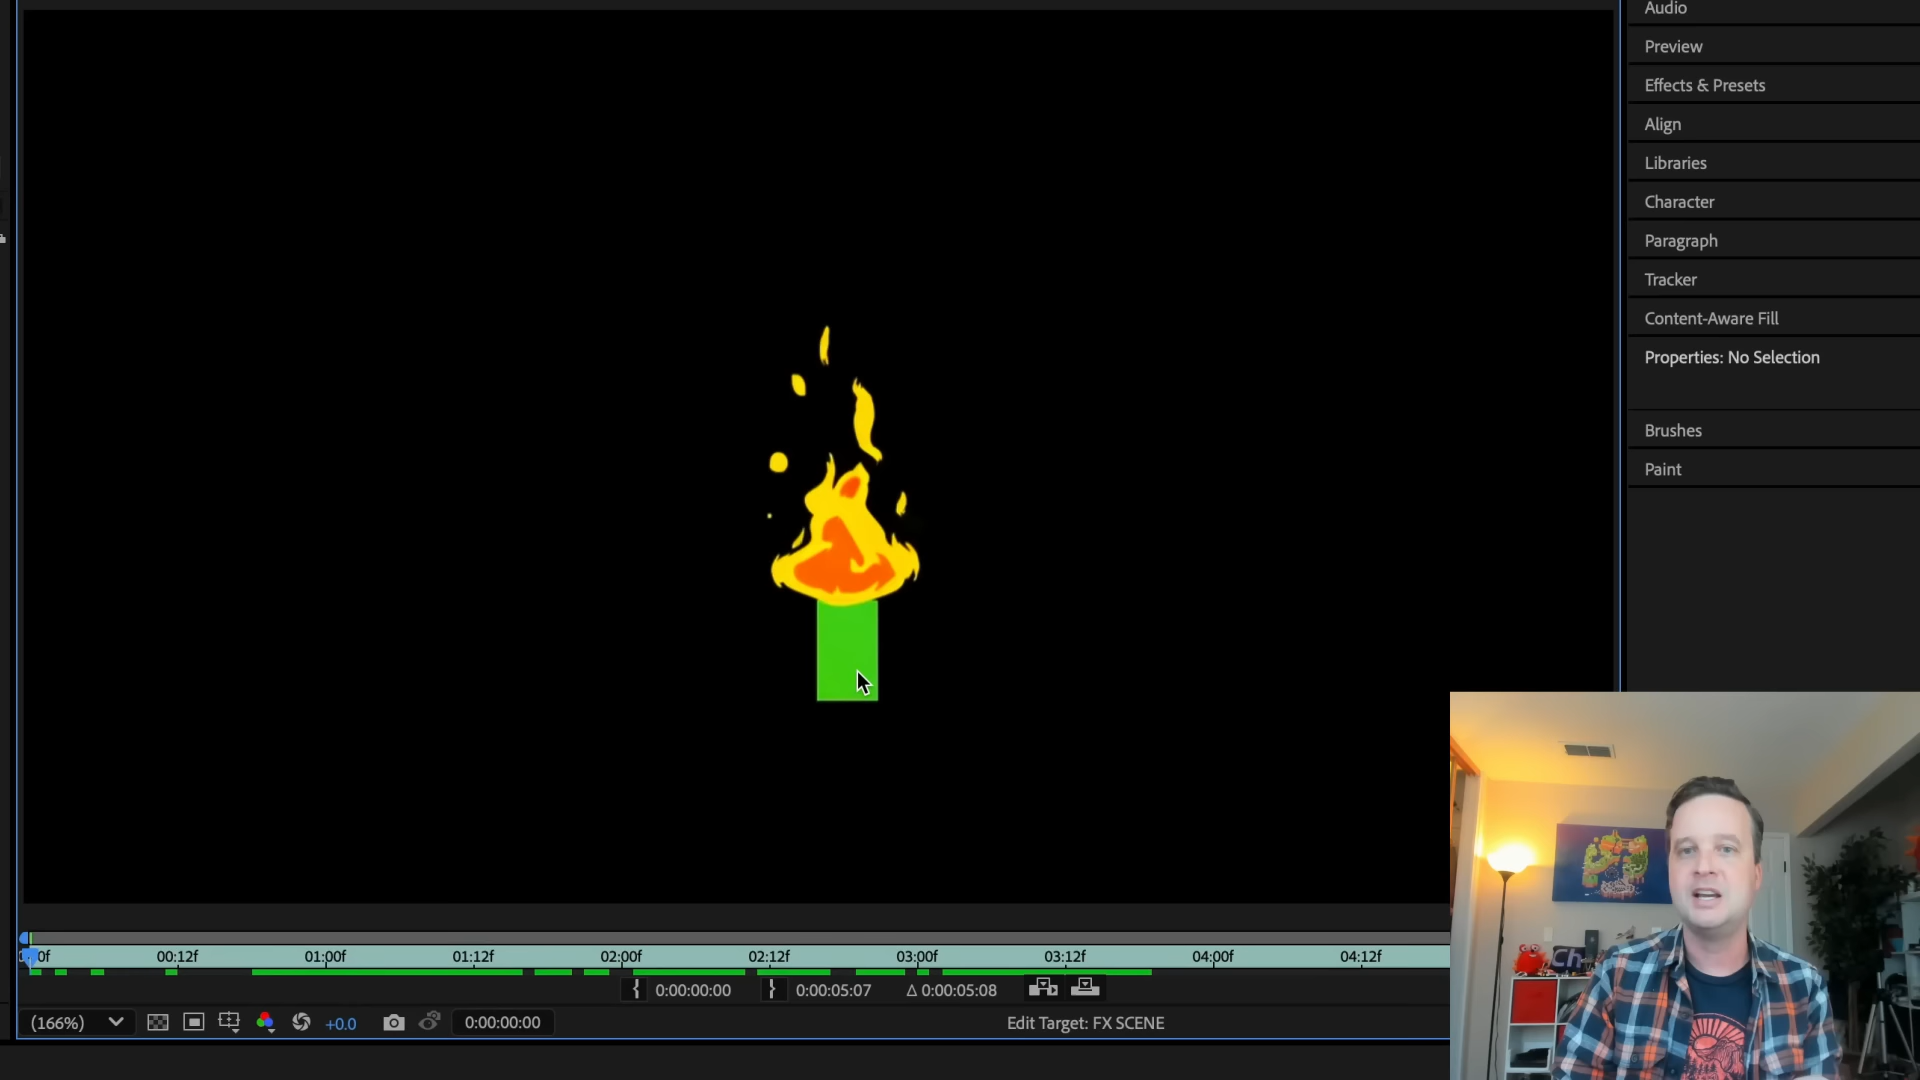 Audio
Preview
Effects & Presets
Align
Libraries
Character
Paragraph
Tracker
Content-Aware Fill
Properties: No Selection
Brushes
Paint
00:12f
01:00f
01:12f
02:00f
02:12f
03:00f
03:12f
04:00f
04:12f
0:00:00:00
0:00:05:07
Δ 0:00:05:08
(166%)
+0.0
0:00:00:00
Edit Target: FX SCENE
Ch